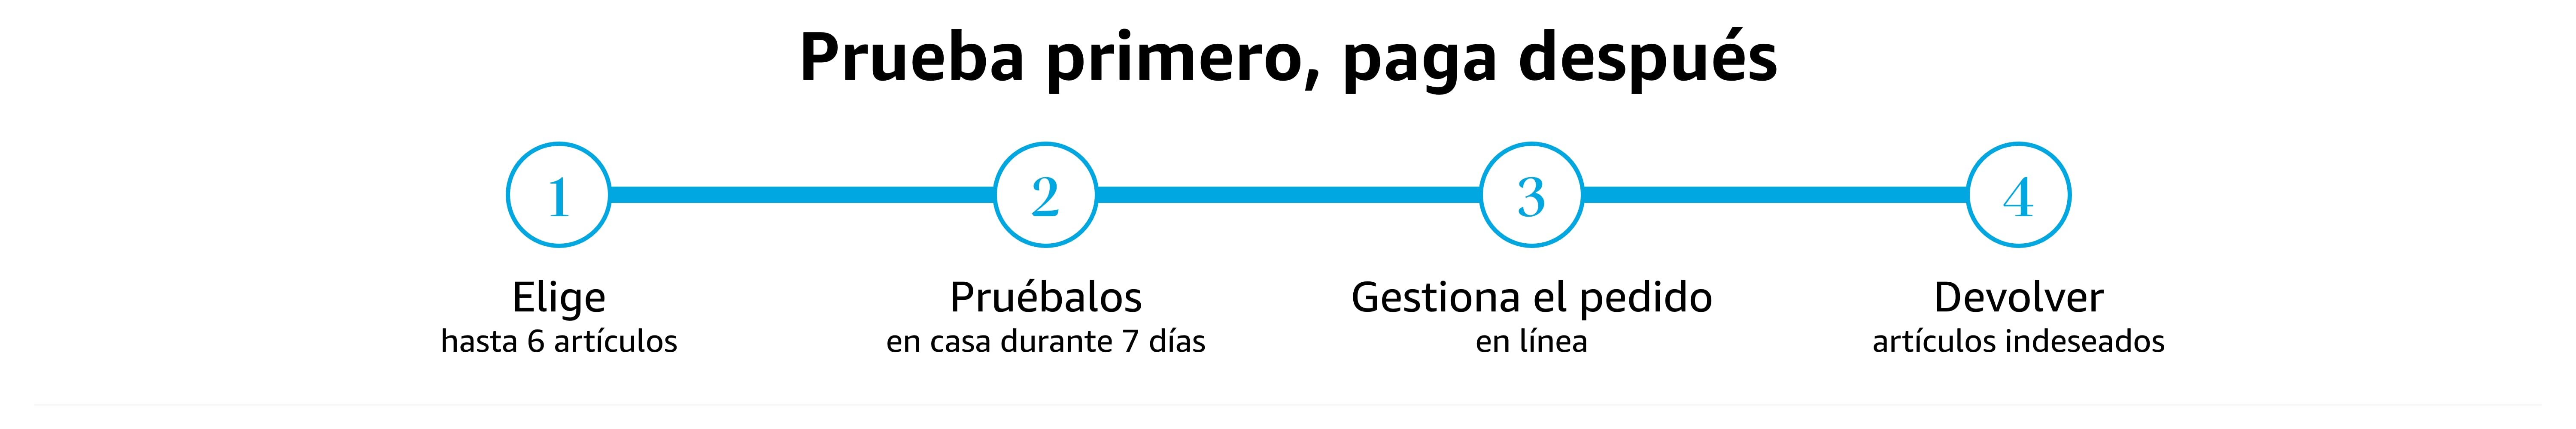 Prueba primero, paga después
1
2
3
4
Elige
hasta 6 artículos
Pruébalos
en casa durante 7 días
Gestiona el pedido
en línea
Devolver
artículos indeseados